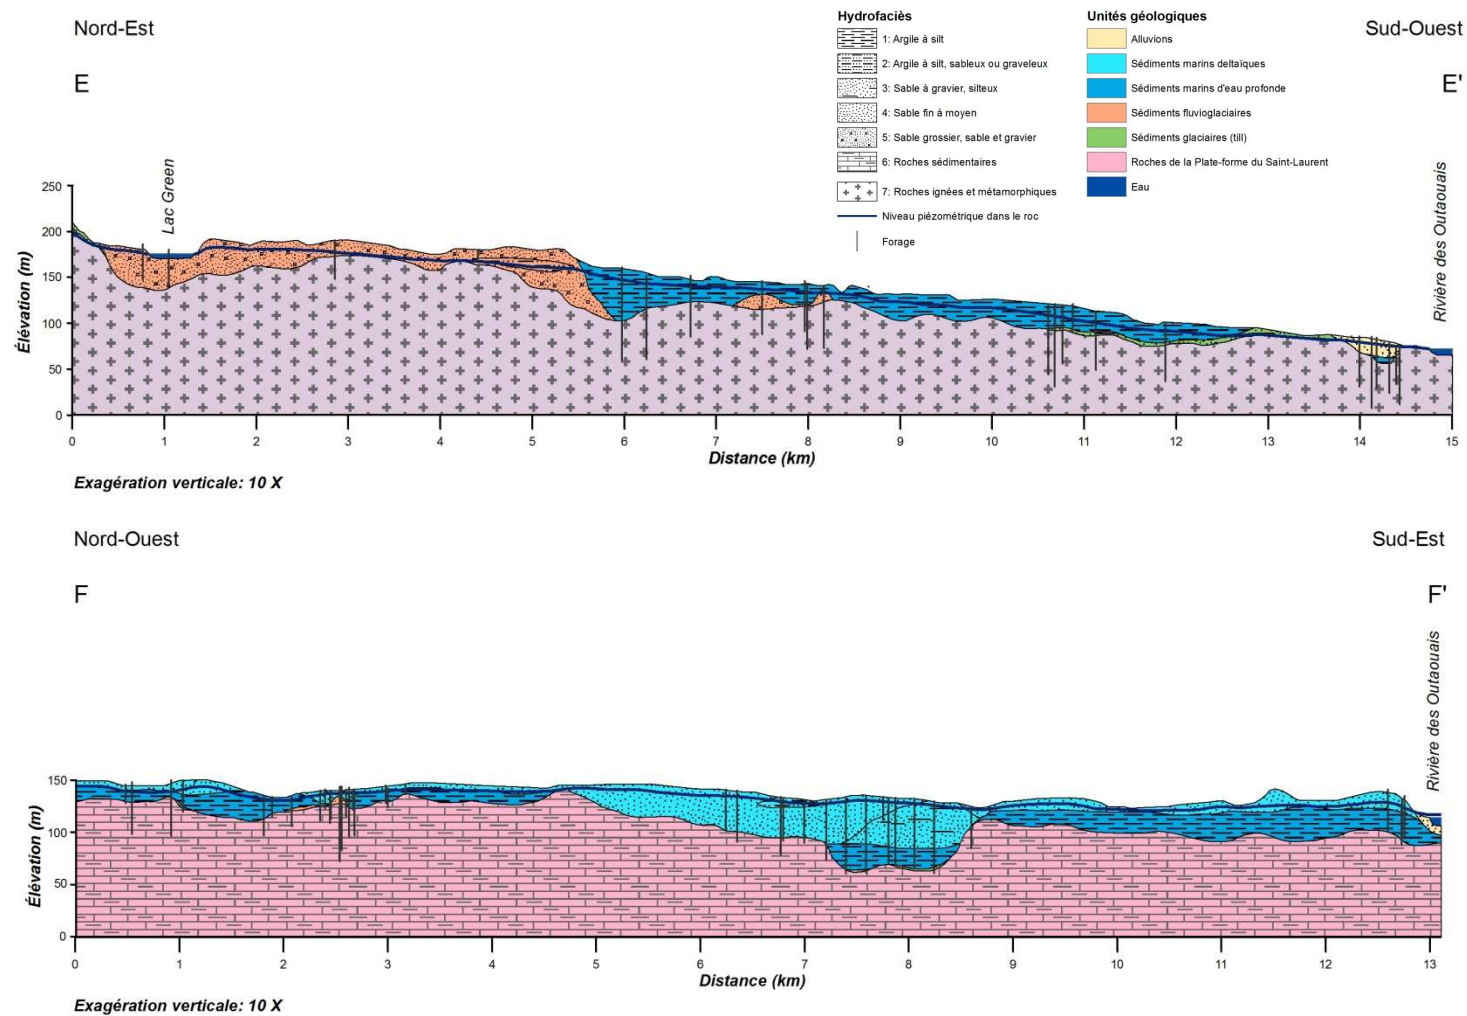 Nord-Est
Sud-Ouest
E
E'
Hydrofaciès
1: Argile à silt
2: Argile à silt, sableux ou graveleux
3: Sable à gravier, silteux
4: Sable fin à moyen
5: Sable grossier, sable et gravier
6: Roches sédimentaires
7: Roches ignées et métamorphiques
Niveau piézométrique dans le roc
Forage
Unités géologiques
Alluvions
Sédiments marins deltaïques
Sédiments marins d'eau profonde
Sédiments fluvioglaciaires
Sédiments glaciaires (till)
Roches de la Plate-forme du Saint-Laurent
Eau
Lac Green
Rivière des Outaouais
Élévation (m)
250
200
150
100
50
0
0 1 2 3 4 5 6 7 8 9 10 11 12 13 14 15
Distance (km)
Exagération verticale: 10 X
Nord-Ouest
Sud-Est
F
F'
Rivière des Outaouais
Élévation (m)
150
100
50
0
0 1 2 3 4 5 6 7 8 9 10 11 12 13
Distance (km)
Exagération verticale: 10 X